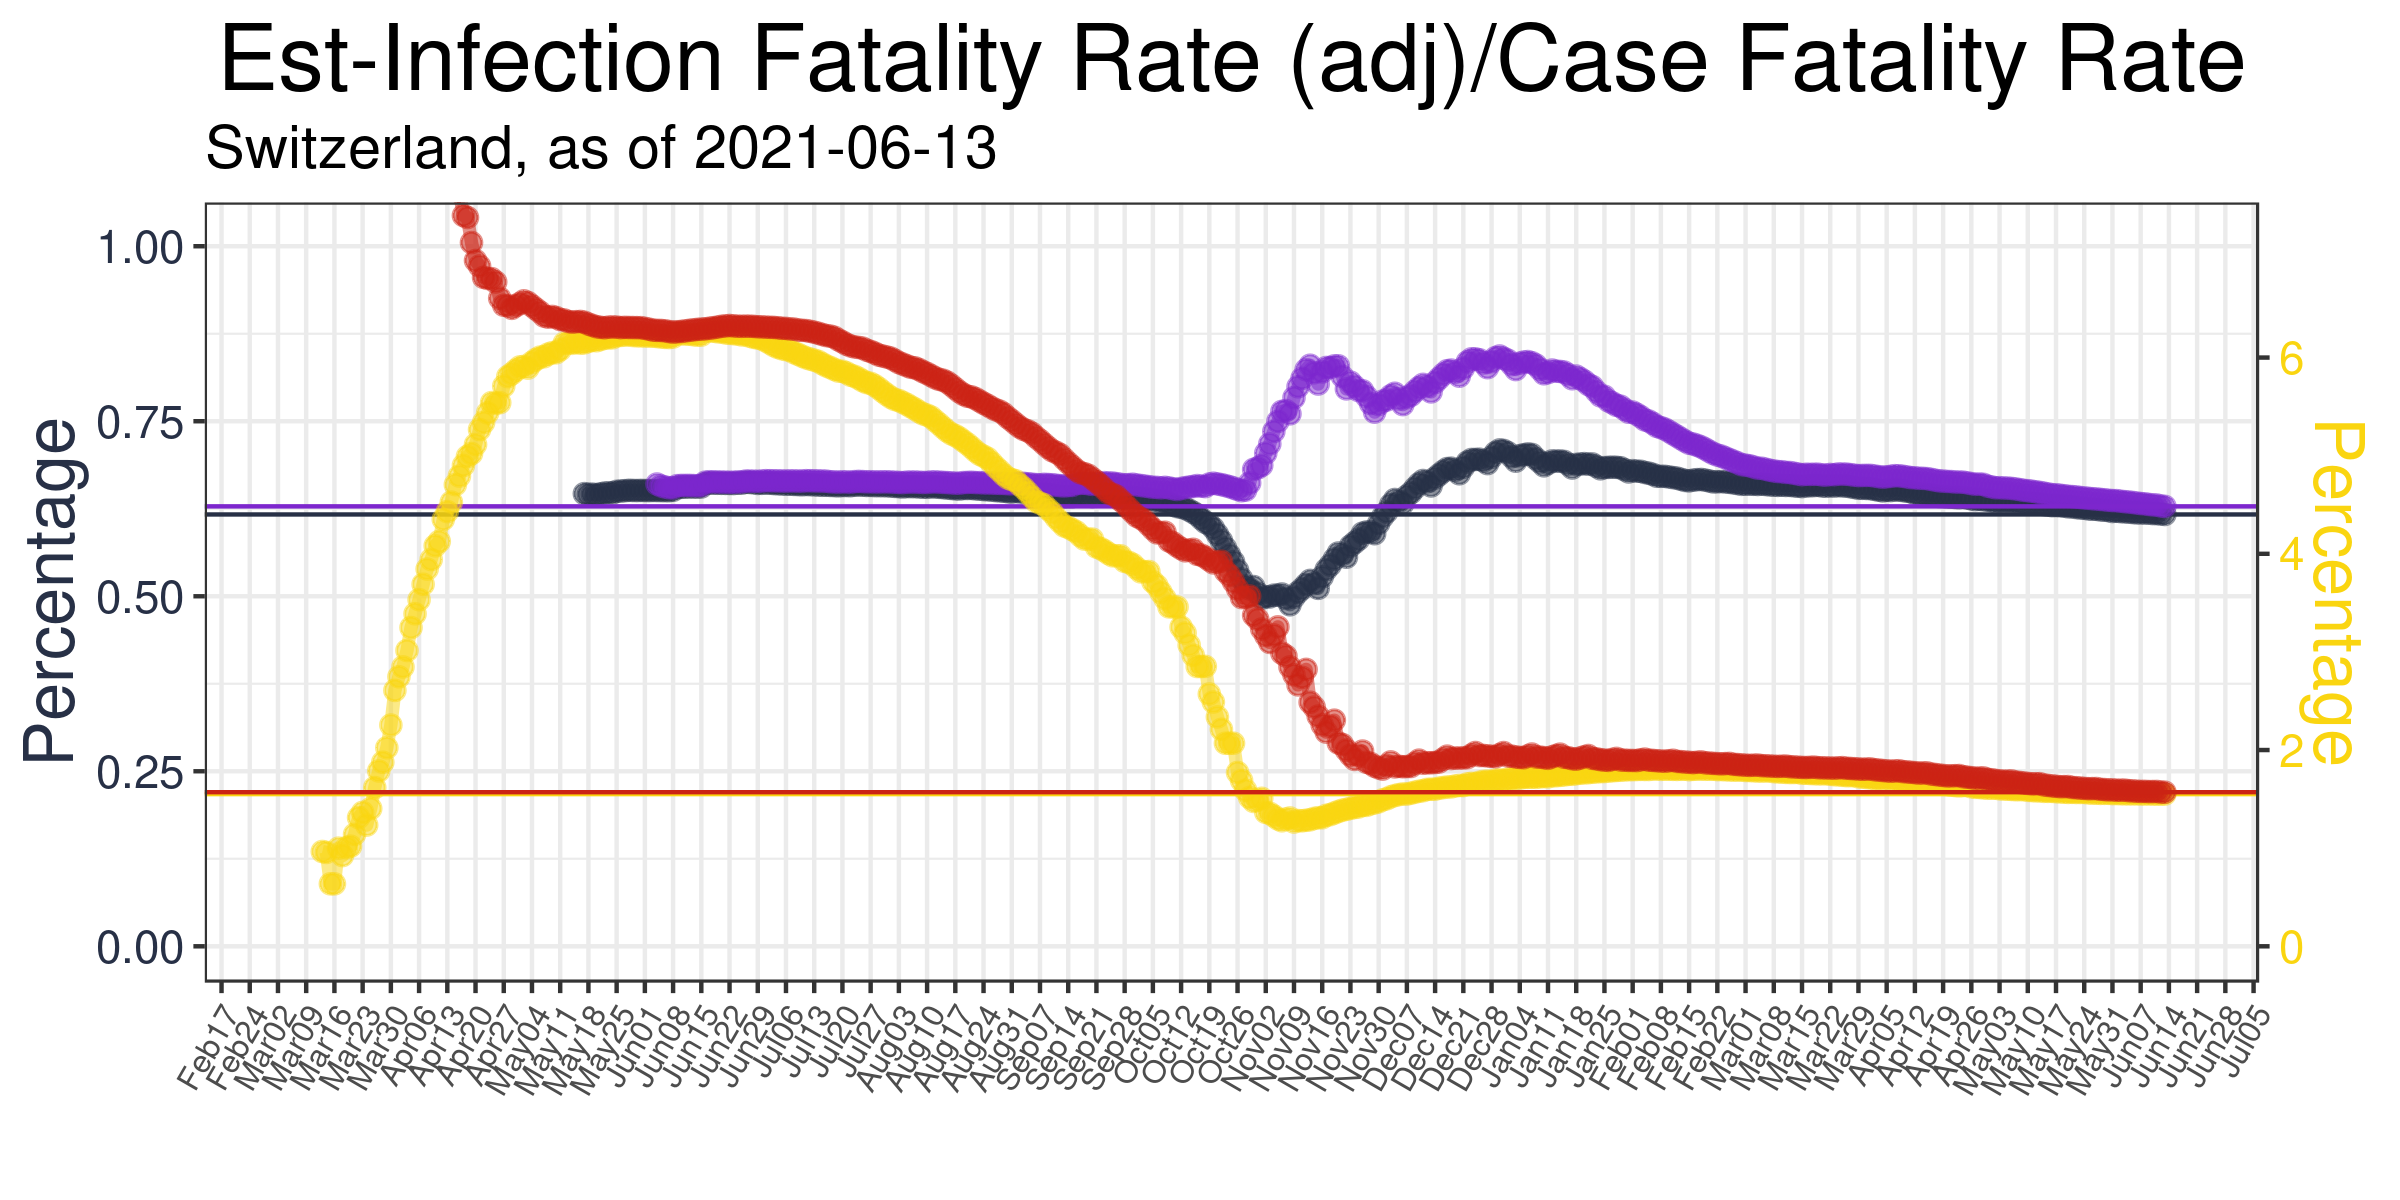 Est-Infection Fatality Rate (adj)/Case Fatality Rate
Switzerland, as of 2021-06-13
Percentage
1.00
0.75
0.50
0.25
0.00
6
4
2
0
Percentage
Feb17
Feb24
Mar02
Mar09
Mar16
Mar23
Mar30
Apr06
Apr13
Apr20
Apr27
May04
May11
May18
May25
Jun01
Jun08
Jun15
Jun22
Jun29
Jul06
Jul13
Jul20
Jul27
Aug03
Aug10
Aug17
Aug24
Aug31
Sep07
Sep14
Sep21
Sep28
Oct05
Oct12
Oct19
Oct26
Nov02
Nov09
Nov16
Nov23
Nov30
Dec07
Dec14
Dec21
Dec28
Jan04
Jan11
Jan18
Jan25
Feb01
Feb08
Feb15
Feb22
Mar01
Mar08
Mar15
Mar22
Mar29
Apr05
Apr12
Apr19
Apr26
May03
May10
May17
May24
May31
Jun07
Jun14
Jun21
Jun28
Jul05